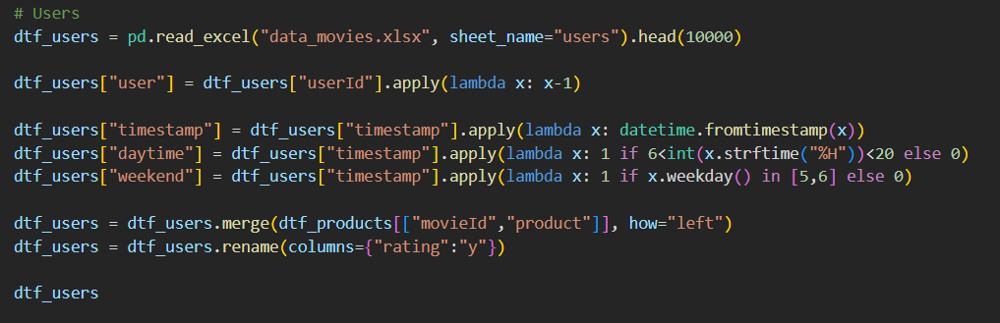 # Users
dtf_users = pd.read_excel("data_movies.xlsx", sheet_name="users").head(10000)
dtf_users["user"] = dtf_users["userId"].apply(lambda x: x-1)
dtf_users["timestamp"] = dtf_users["timestamp"].apply(lambda x: datetime.fromtimestamp(x))
dtf_users["daytime"] = dtf_users["timestamp"].apply(lambda x: 1 if 6<int(x.strftime("%H"))<20 else 0)
dtf_users["weekend"] = dtf_users["timestamp"].apply(lambda x: 1 if x.weekday() in [5,6] else 0)
dtf_users = dtf_users.merge(dtf_products[["movieId","product"]], how="left")
dtf_users = dtf_users.rename(columns={"rating":"y"})
dtf_users